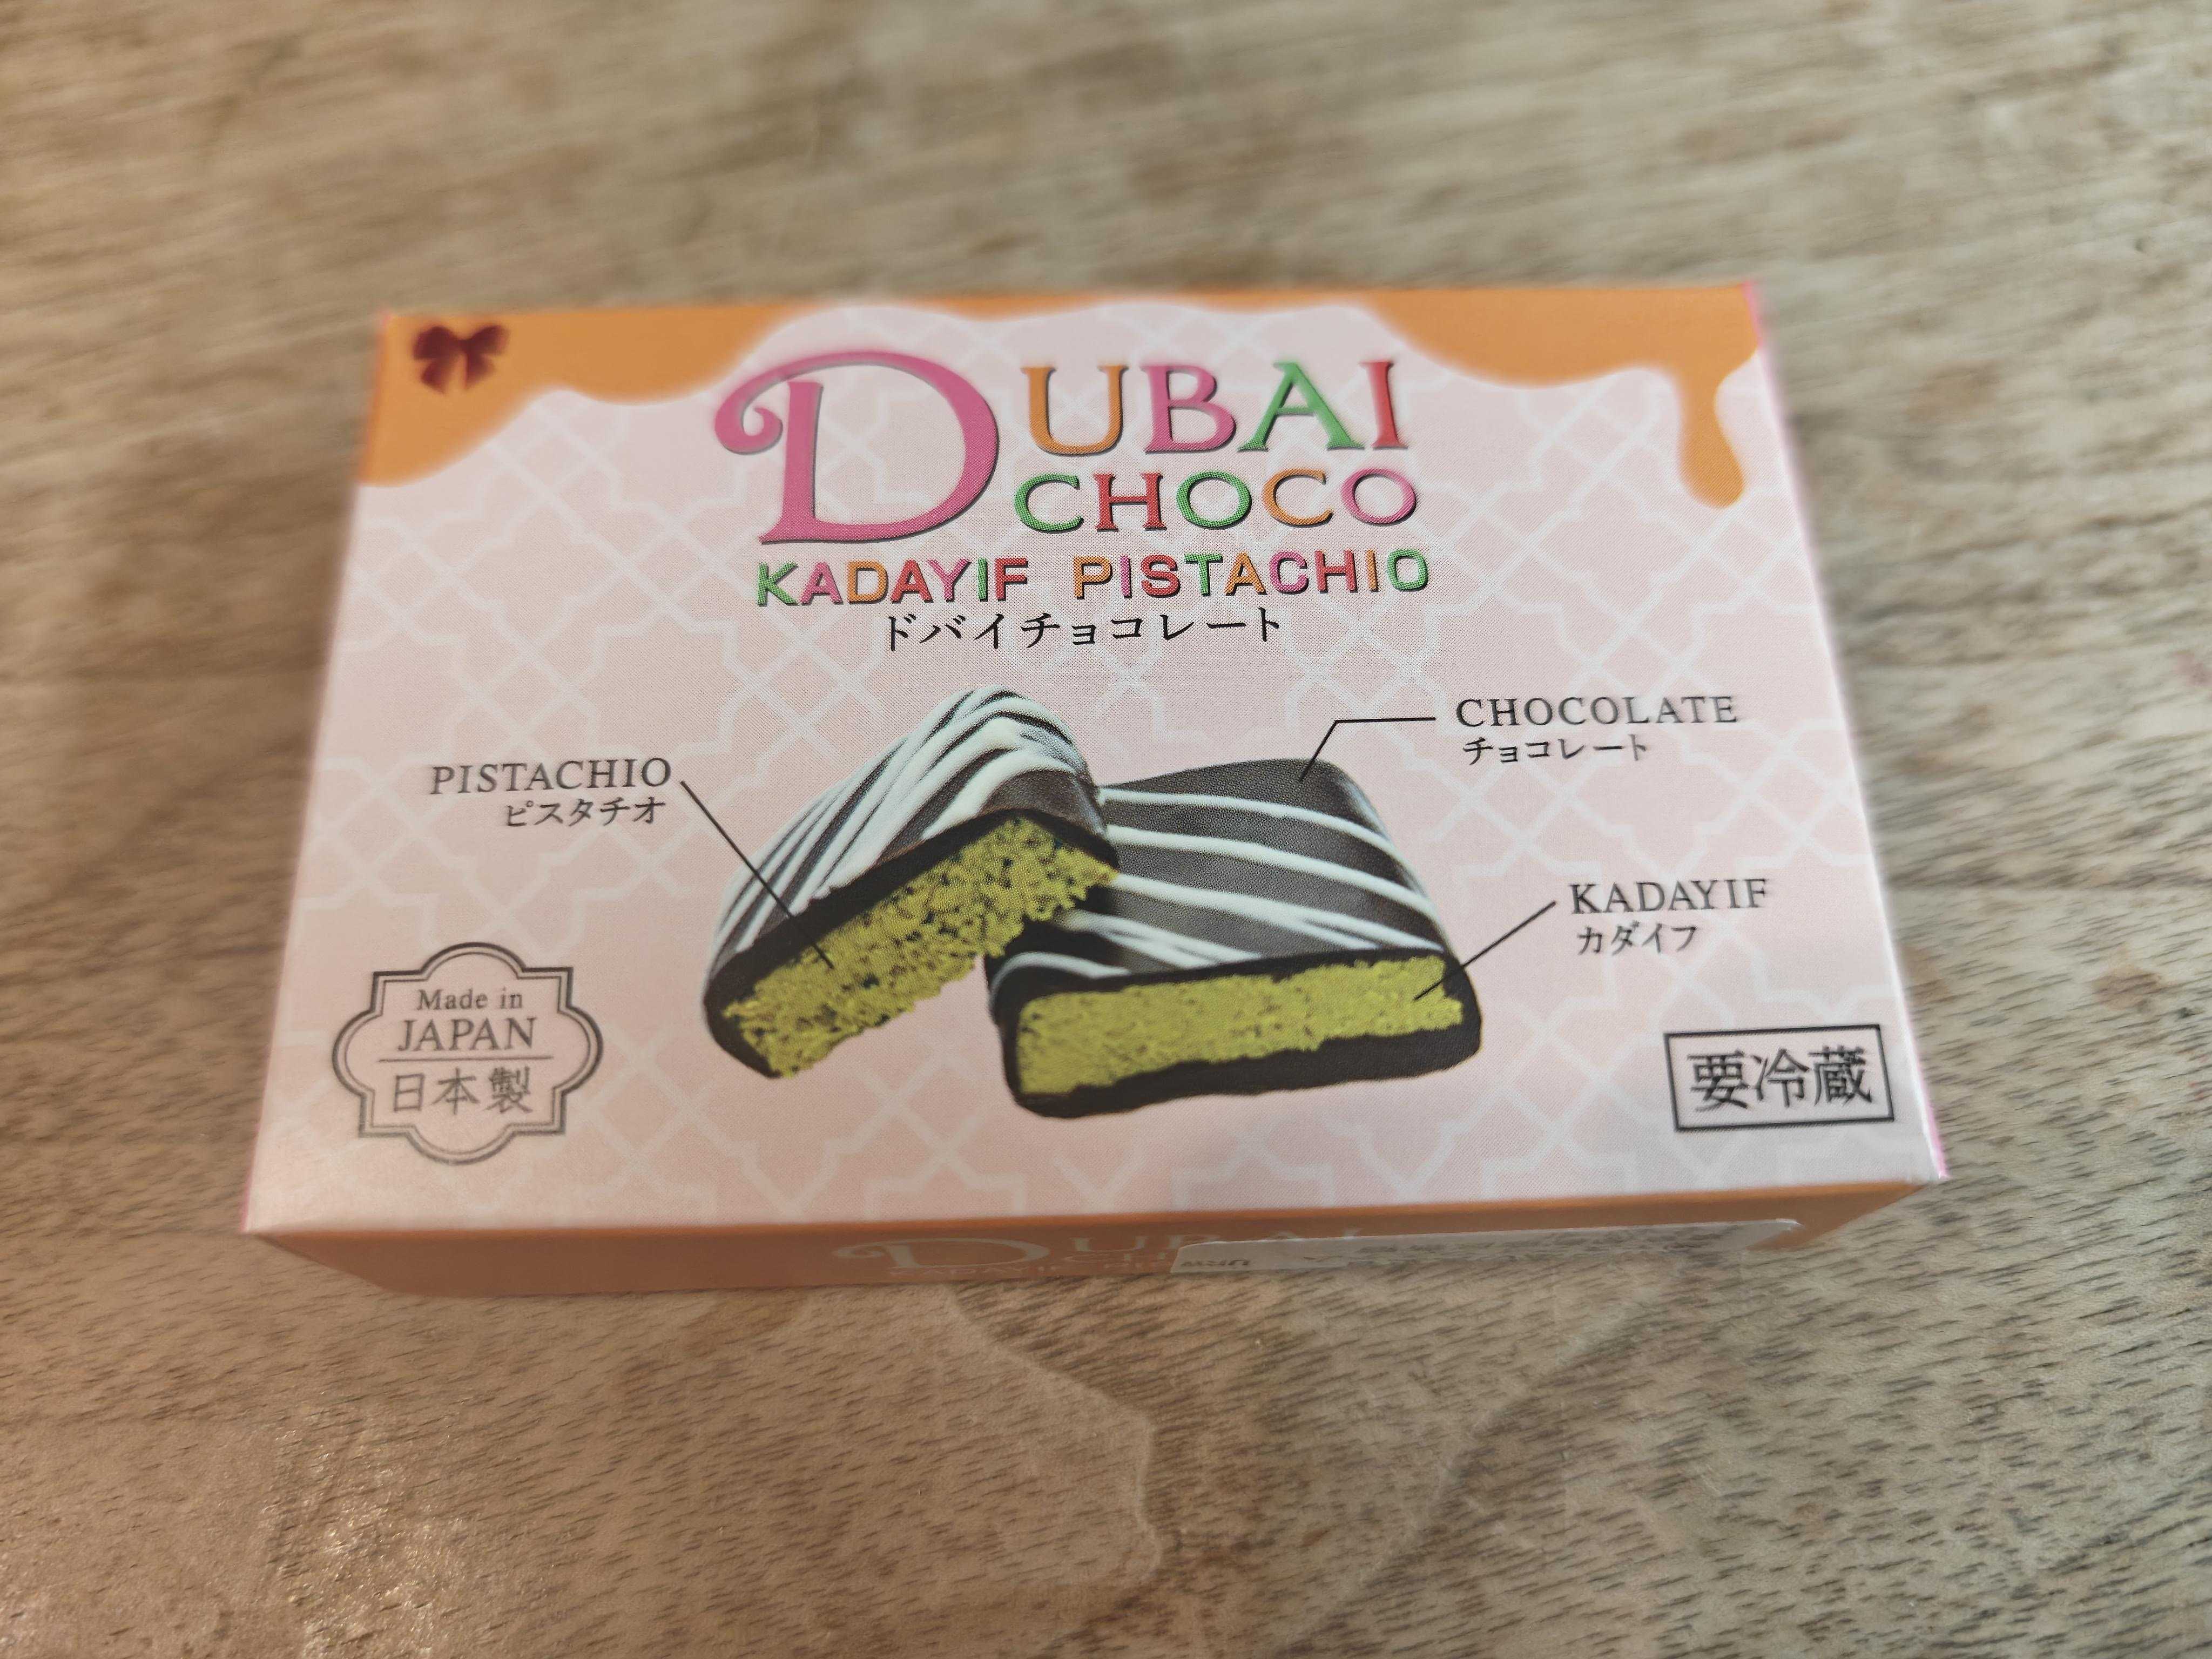 DUBAI
CHOCO
KADAYIF PISTACHIO
ドバイチョコレート
CHOCOLATE
チョコレート
PISTACHIO
ピスタチオ
KADAYIF
カダイフ
Made in
JAPAN
日本製
要冷蔵
DUBAI